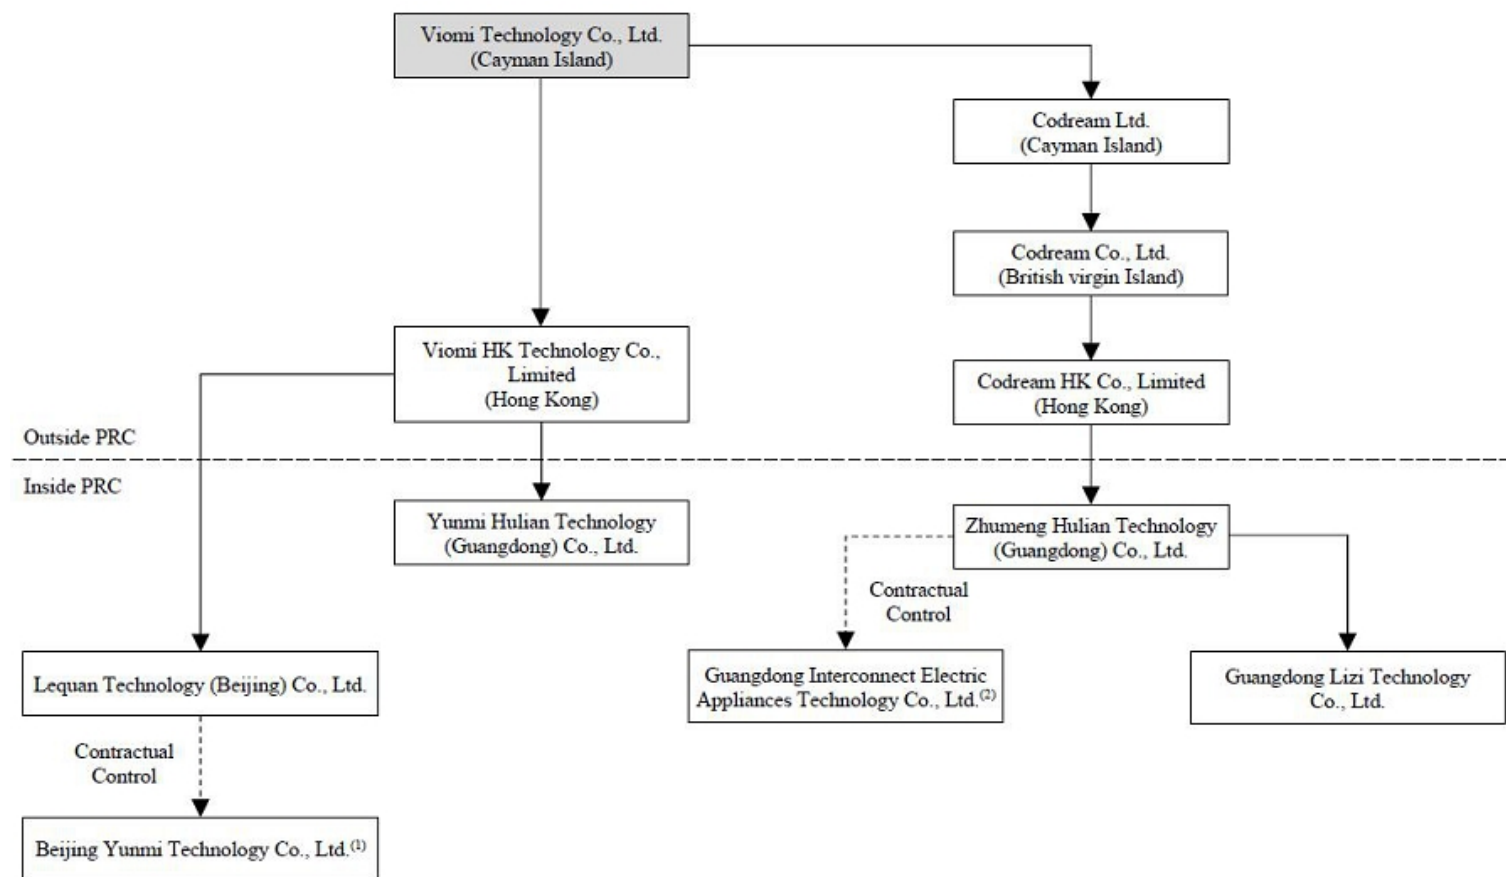 Viomi Technology Co., Ltd.
(Cayman Island)
Codream Ltd.
(Cayman Island)
Codream Co., Ltd.
(British virgin Island)
Viomi HK Technology Co.,
Limited
(Hong Kong)
Codream HK Co., Limited
(Hong Kong)
Outside PRC
Inside PRC
Yunmi Hulian Technology
(Guangdong) Co., Ltd.
Zhumeng Hulian Technology
(Guangdong) Co., Ltd.
Contractual
Control
Lequan Technology (Beijing) Co., Ltd.
Guangdong Interconnect Electric
Appliances Technology Co., Ltd.(2)
Guangdong Lizi Technology
Co., Ltd.
Contractual
Control
Beijing Yunmi Technology Co., Ltd.(1)